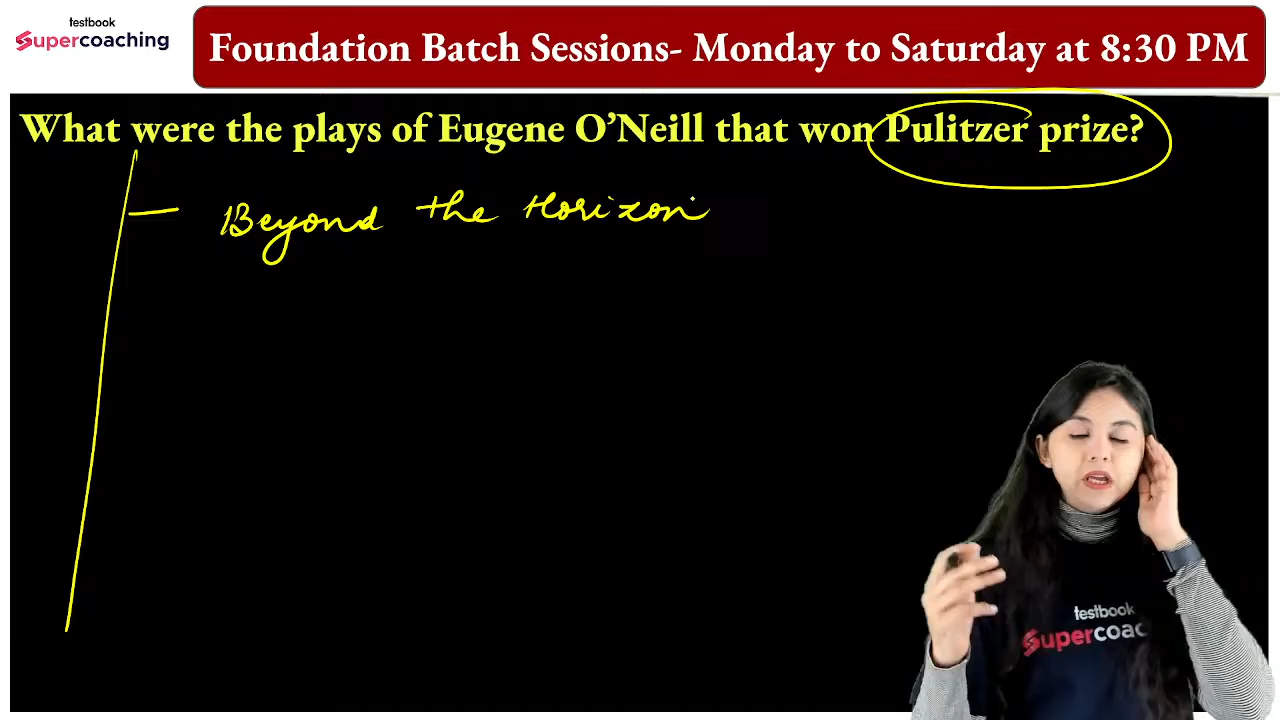 testbook
Supercoaching
Foundation Batch Sessions- Monday to Saturday at 8:30 PM
What were the plays of Eugene O'Neill that won Pulitzer prize?
Beyond the Horizon
testbook
Supercoac